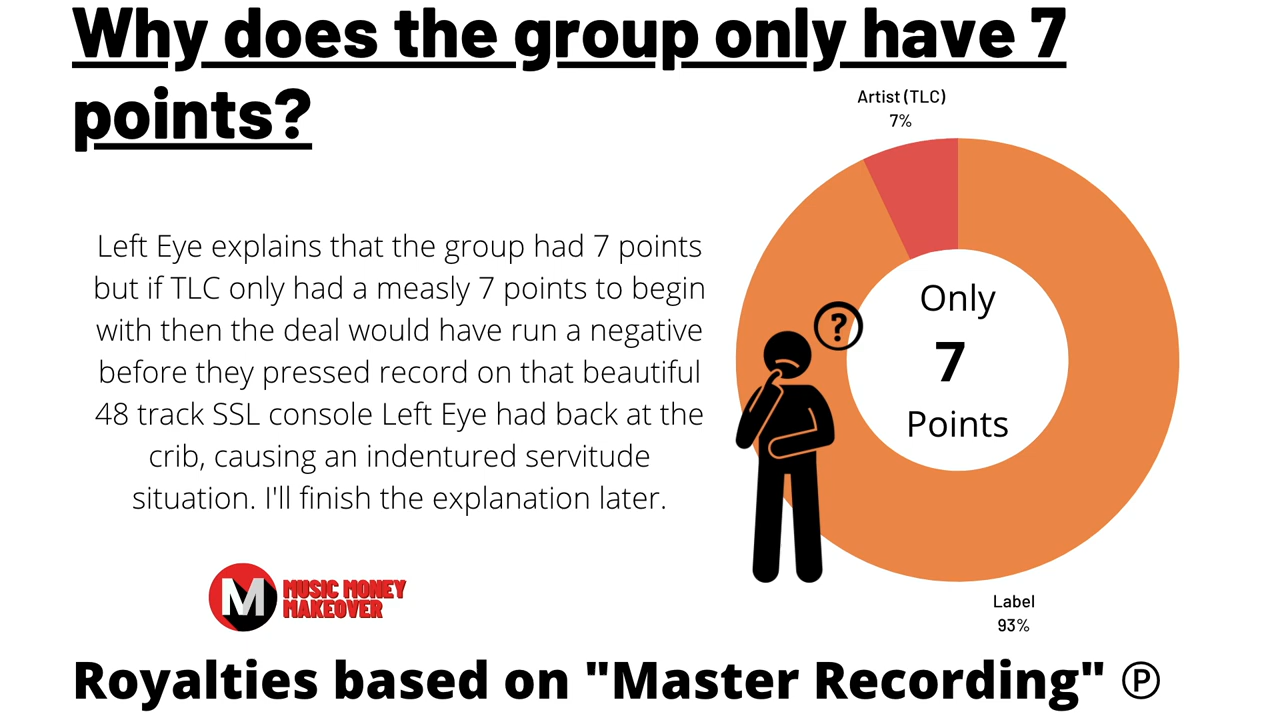 Why does the group only have 7
points?
Artist (TLC)
7%
Left Eye explains that the group had 7 points
but if TLC only had a measly 7 points to begin
with then the deal would have run a negative
before they pressed record on that beautiful
48 track SSL console Left Eye had back at the
crib, causing an indentured servitude
situation. I'll finish the explanation later.
?
Only
7
Points
M
MUSIC MONEY
MAKEOVER
Label
93%
Royalties based on "Master Recording" ℗